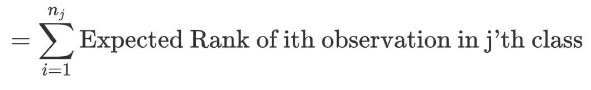 = \sum_{i=1}^{n_j} Expected Rank of ith observation in j’th class